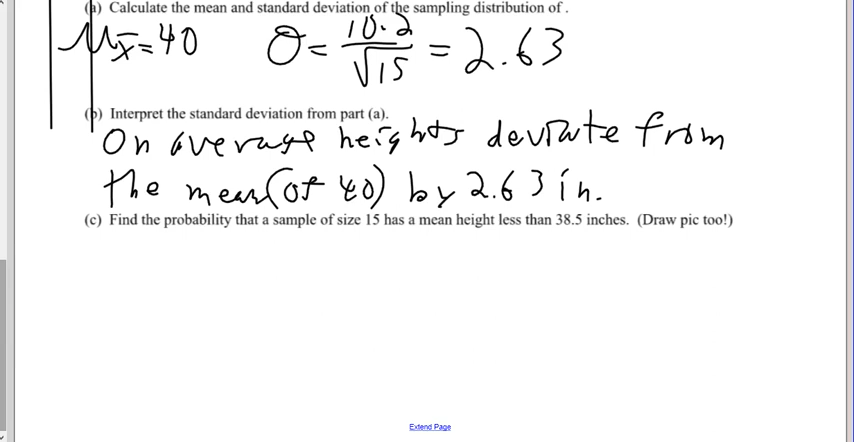 (a) Calculate the mean and standard deviation of the sampling distribution of .
μx̄ = 40 σ = 10.2/√15 = 2.63
(b) Interpret the standard deviation from part (a).
On average heights deviate from
the mean (of 40) by 2.63 in.
(c) Find the probability that a sample of size 15 has a mean height less than 38.5 inches. (Draw pic too!)
Extend Page